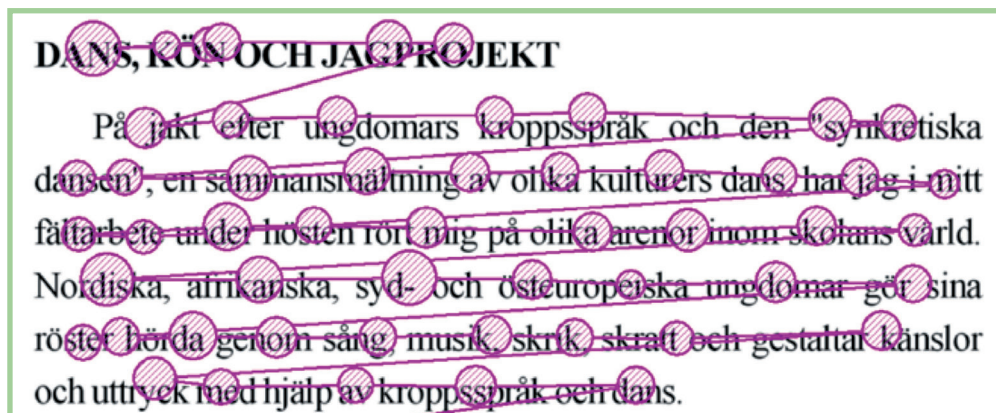 DANS, KÖN OCH JAGPROJEKT
På jakt efter ungdomars kroppsspråk och den "synkretiska
dansen", en sammansmältning av olika kulturers dans, har jag i mitt
fältarbete under hösten rört mig på olika arenor inom skolans värld.
Nordiska, afrikanska, syd- och östeuropeiska ungdomar gör sina
röster hörda genom sång, musik, skrik, skratt och gestaltar känslor
och uttryck med hjälp av kroppsspråk och dans.